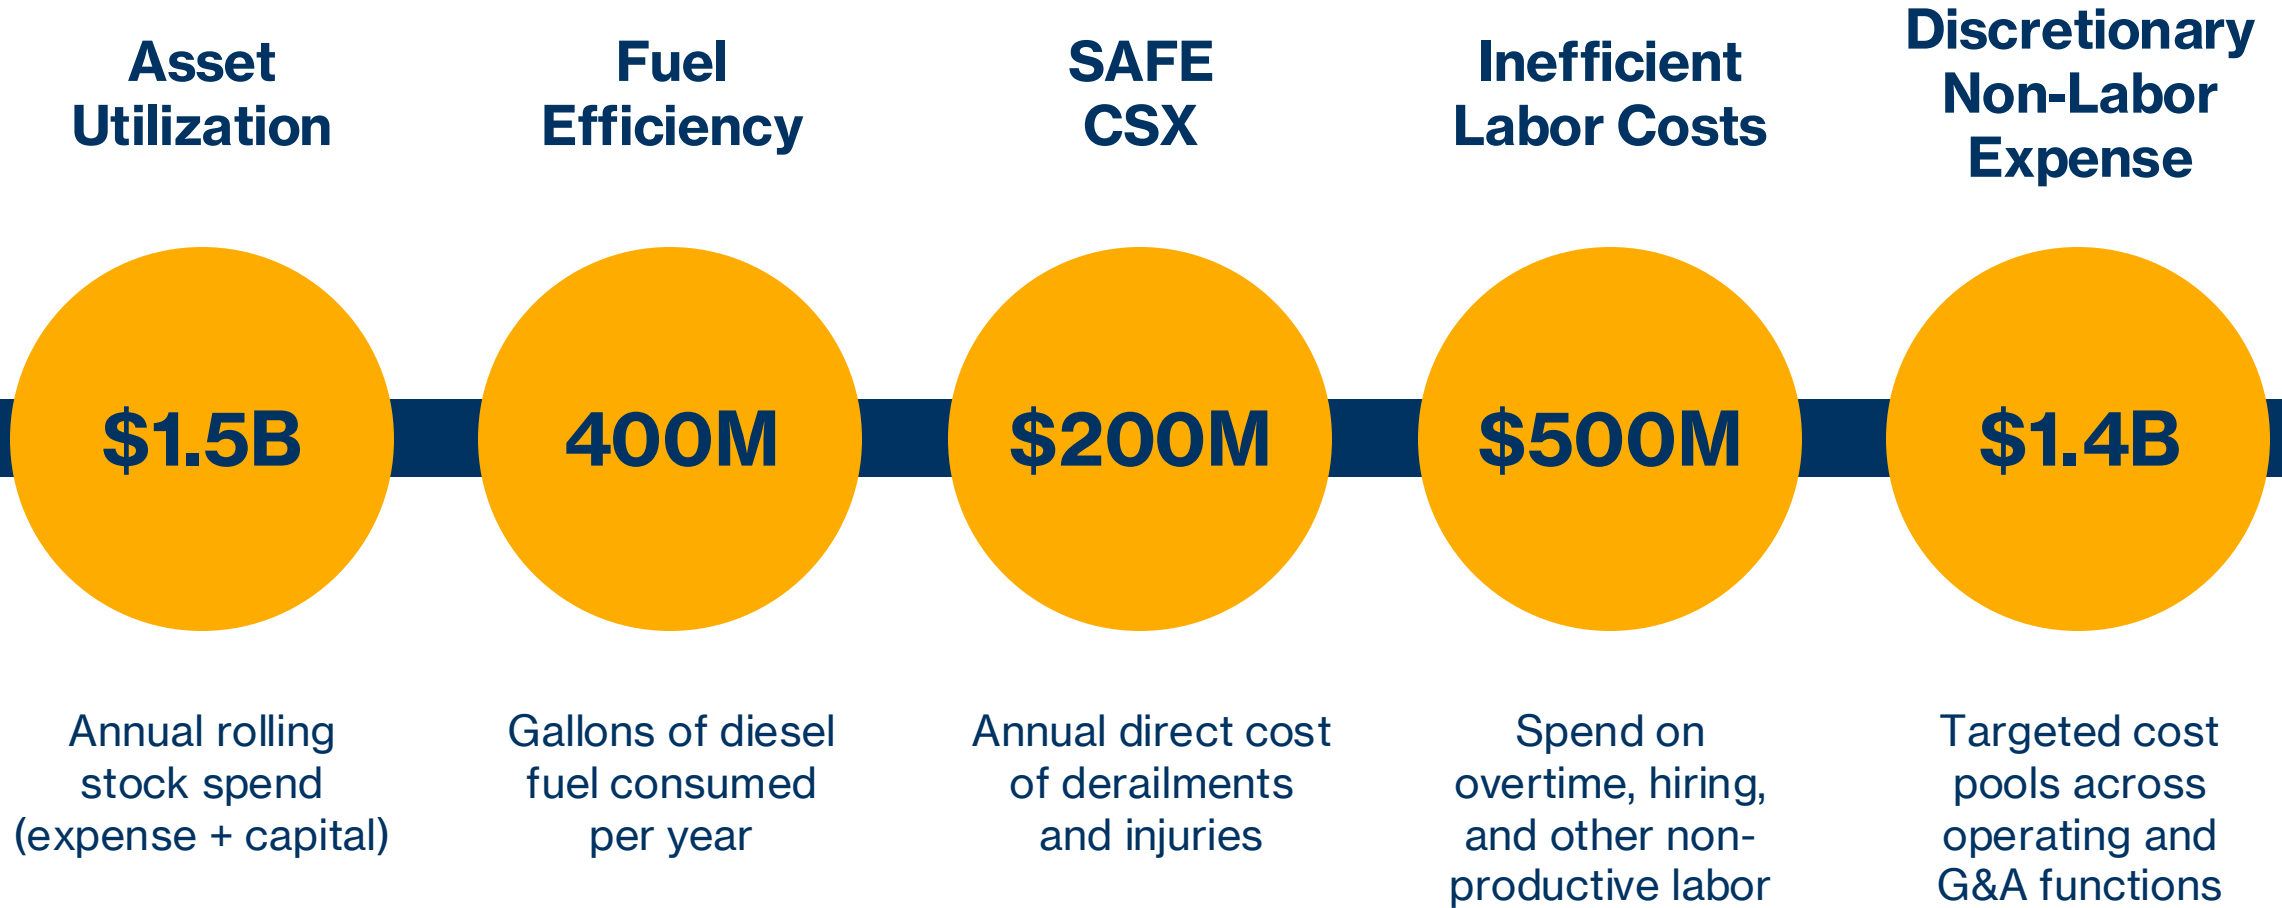 Asset
Utilization
$1.5B
Annual rolling
stock spend
(expense + capital)
Fuel
Efficiency
400M
Gallons of diesel
fuel consumed
per year
SAFE
CSX
$200M
Annual direct cost
of derailments
and injuries
Inefficient
Labor Costs
$500M
Spend on
overtime, hiring,
and other non-
productive labor
Discretionary
Non-Labor
Expense
$1.4B
Targeted cost
pools across
operating and
G&A functions